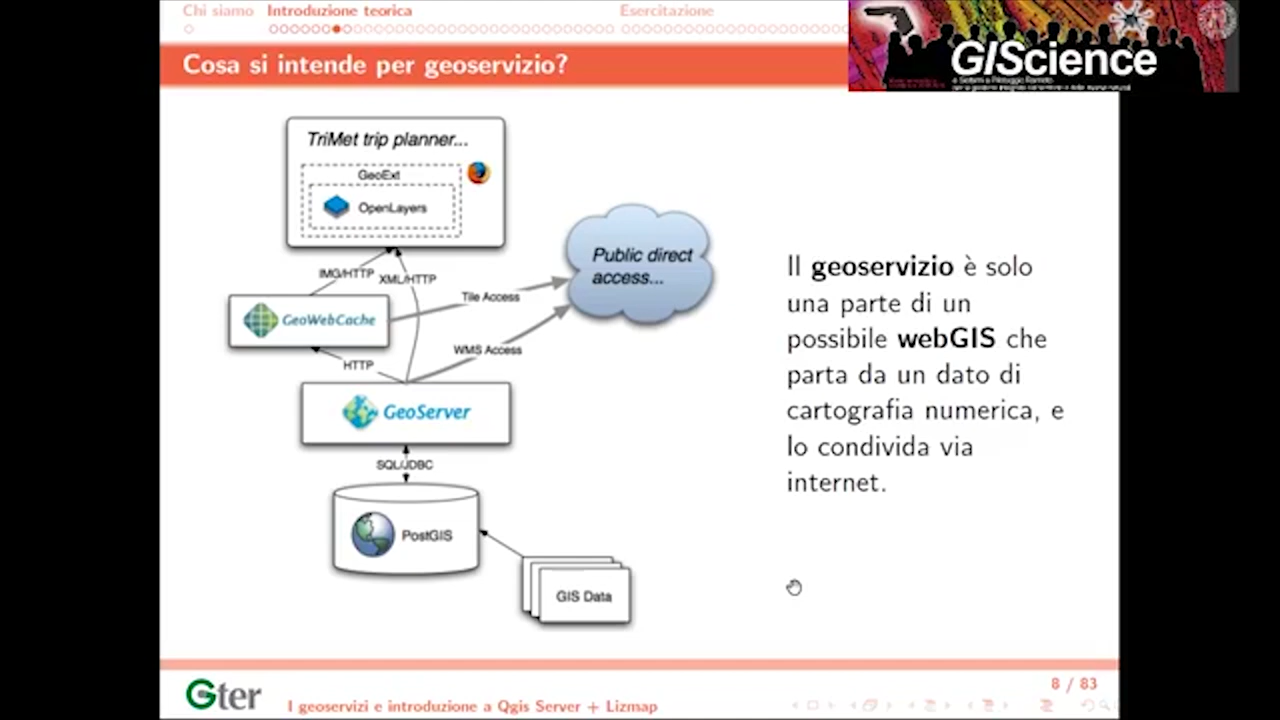 Chi siamo Introduzione teorica Esercitazione
GIScience
Cosa si intende per geoservizio?
TriMet trip planner...
GeoExt
OpenLayers
Public direct
access...
IMG/HTTP XML/HTTP
Tile Access
GeoWebCache
WMS Access
HTTP
GeoServer
SQL/JDBC
PostGIS
GIS Data
Il geoservizio è solo
una parte di un
possibile webGIS che
parta da un dato di
cartografia numerica, e
lo condivida via
internet.
8 / 83
Gter
I geoservizi e introduzione a Qgis Server + Lizmap